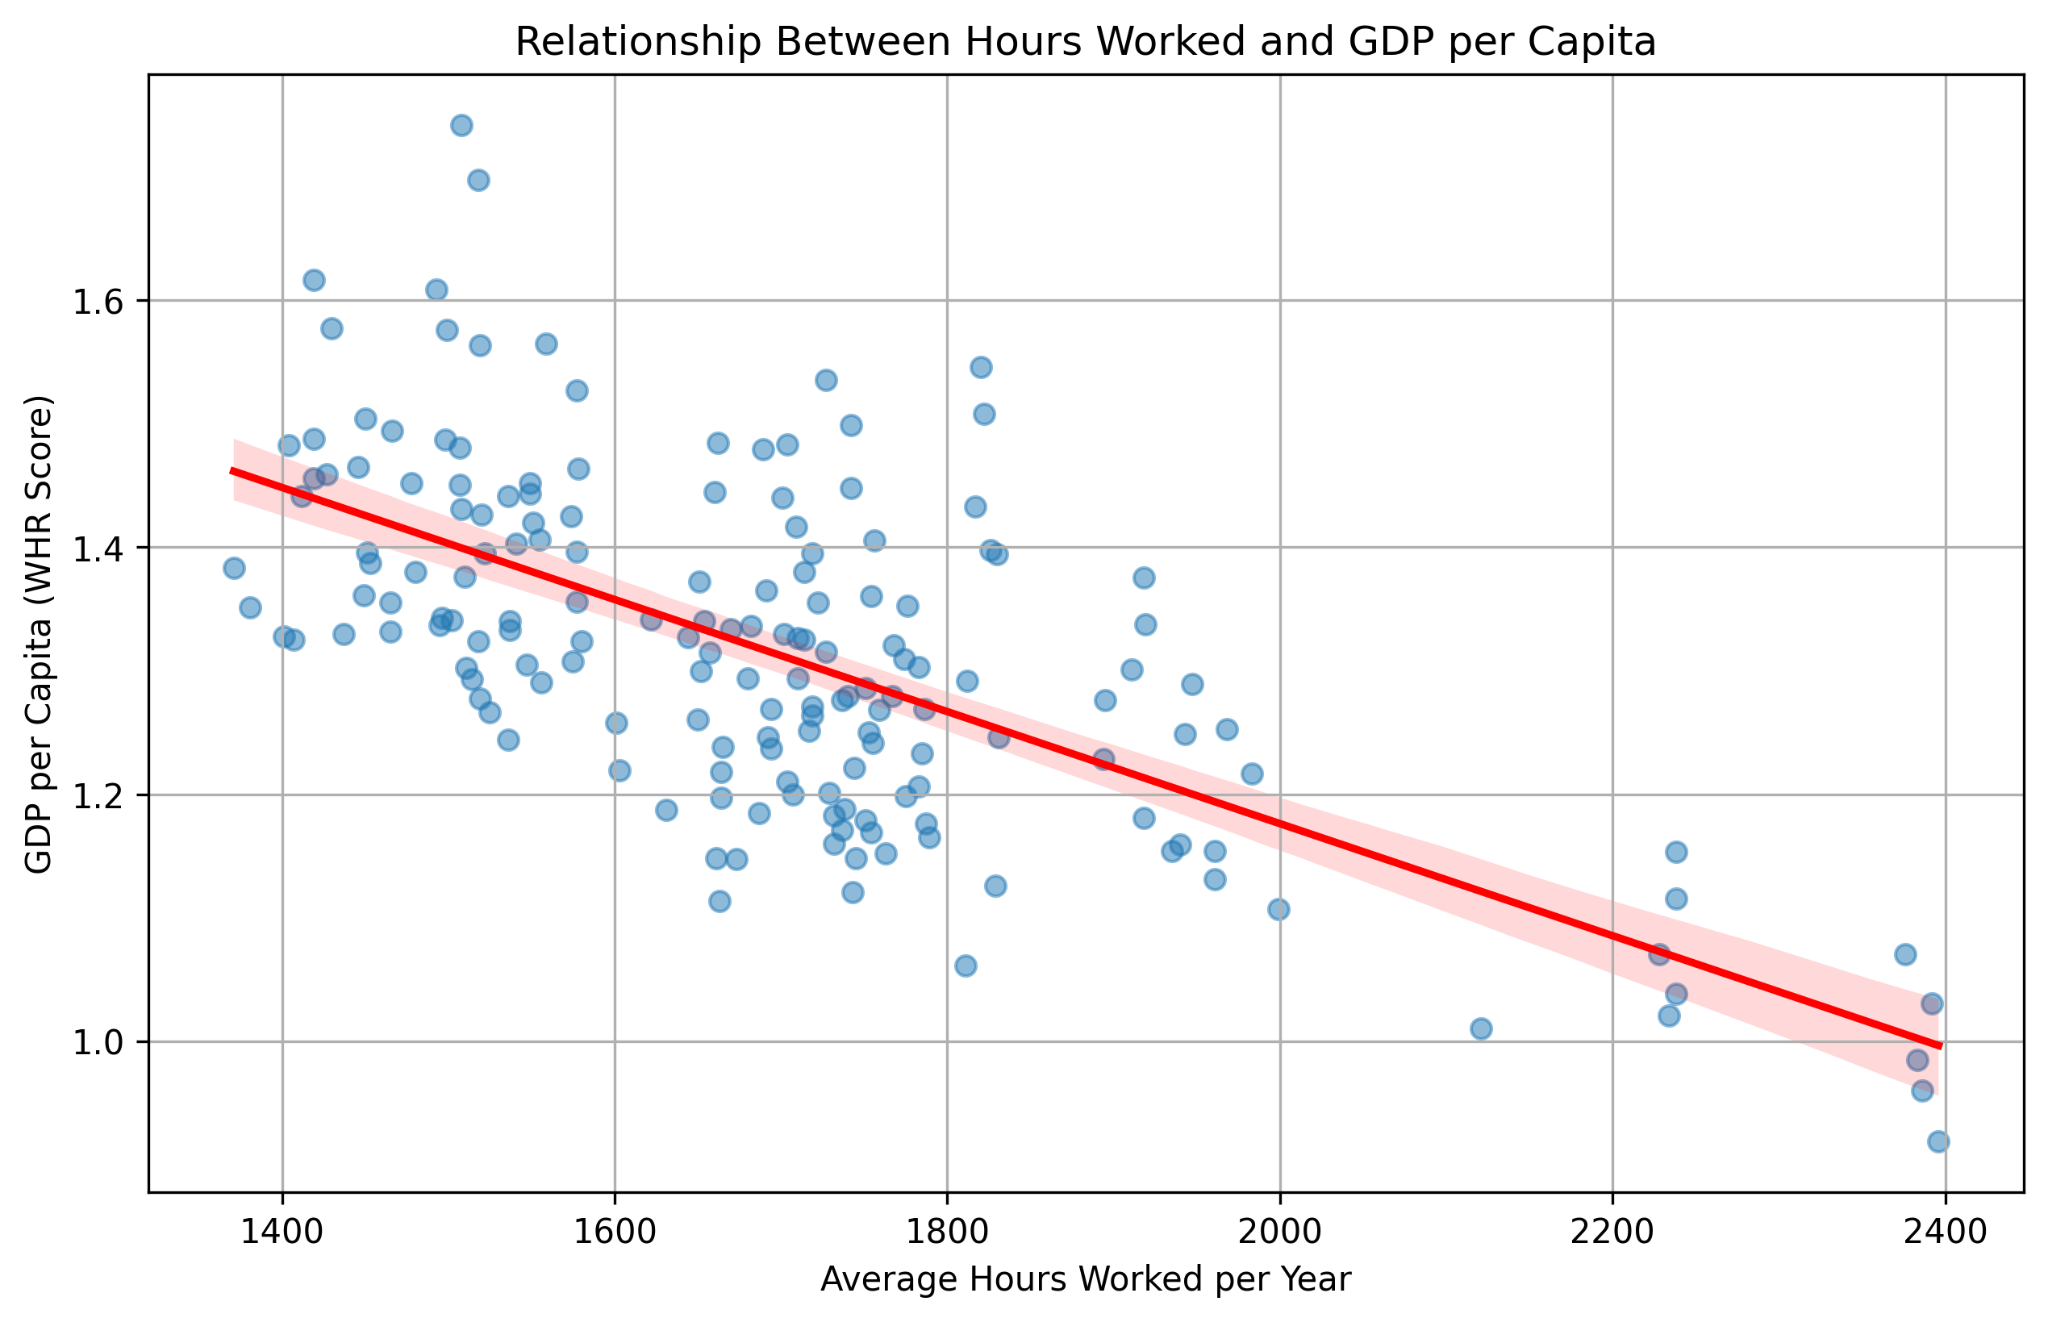 Relationship Between Hours Worked and GDP per Capita
GDP per Capita (WHR Score)
1.6
1.4
1.2
1.0
1400 1600 1800 2000 2200 2400
Average Hours Worked per Year